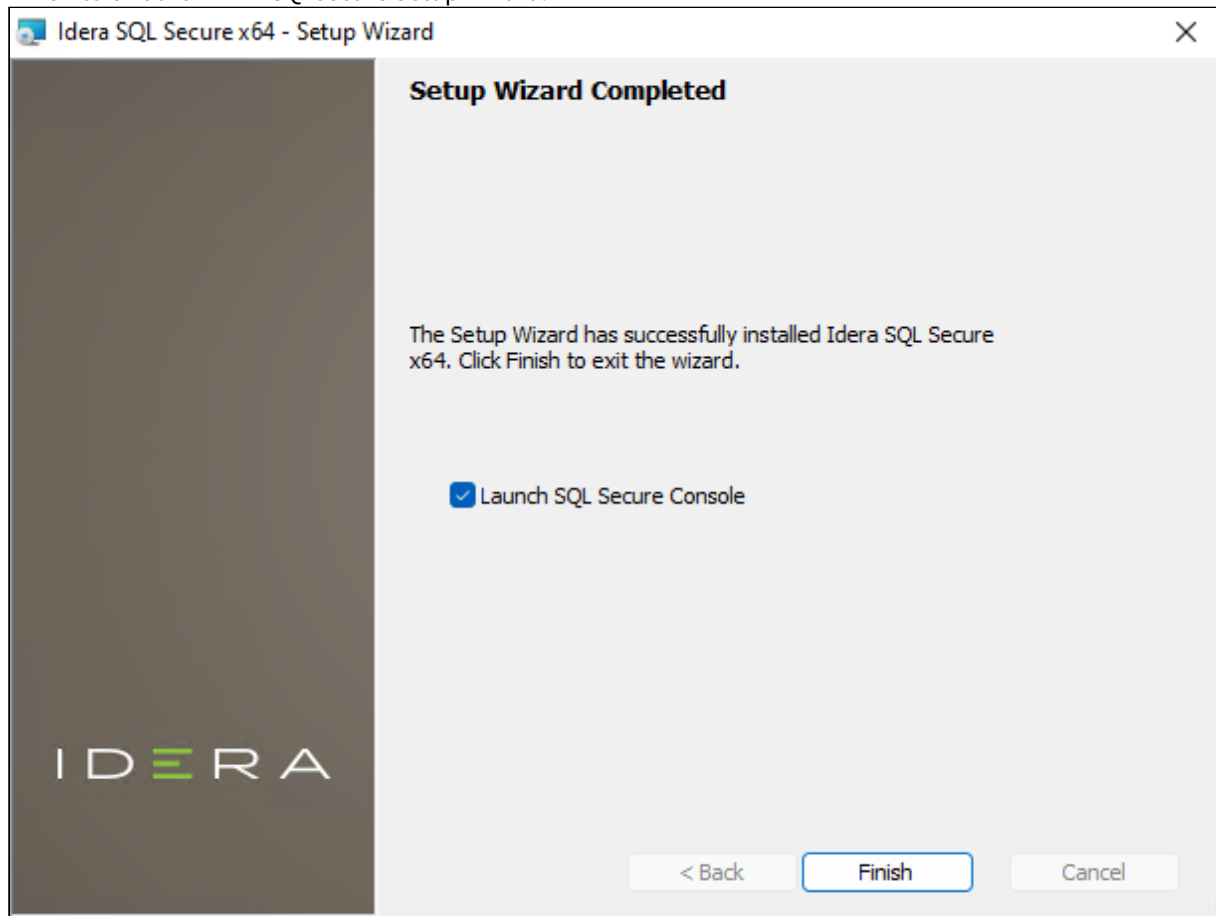 Idera SQL Secure x64 - Setup Wizard
Setup Wizard Completed
The Setup Wizard has successfully installed Idera SQL Secure
x64. Click Finish to exit the wizard.
Launch SQL Secure Console
IDERA
< Back Finish Cancel